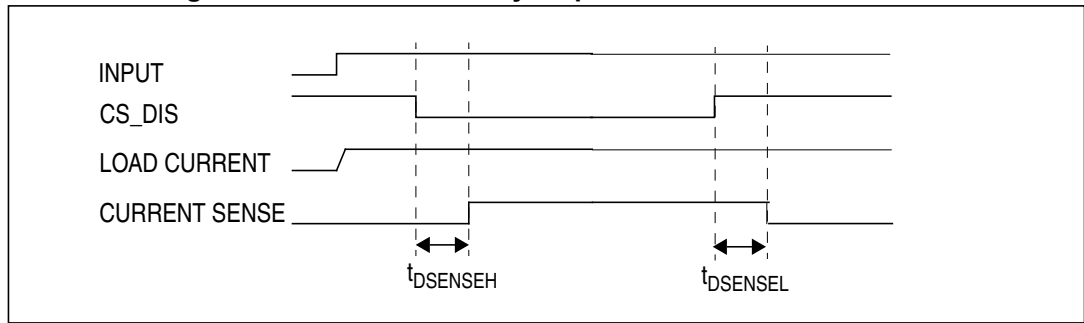 INPUT
CS_DIS
LOAD CURRENT
CURRENT SENSE
tDSENSEH tDSENSEL